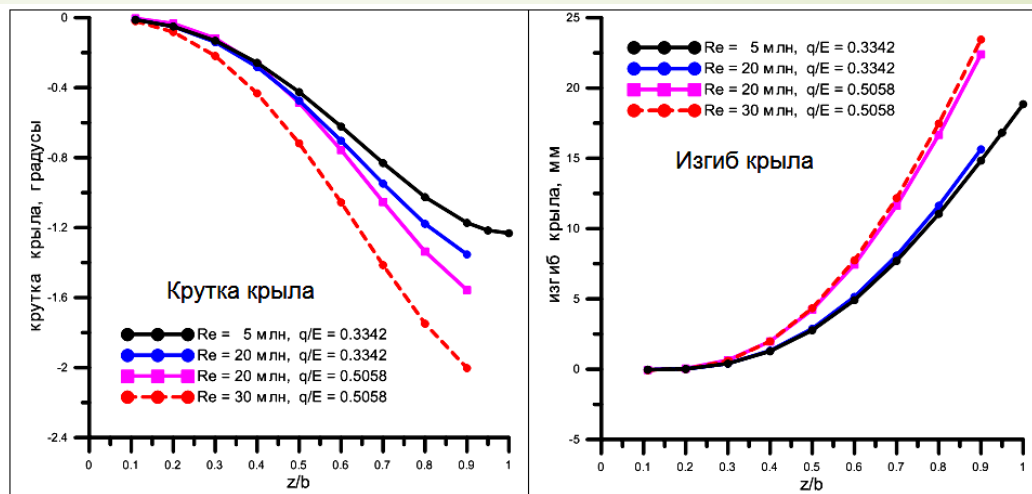 0
-0.4
-0.8
-1.2
-1.6
-2
-2.4
крутка крыла, градусы
Крутка крыла
Re = 5 млн, q/E = 0.3342
Re = 20 млн, q/E = 0.3342
Re = 20 млн, q/E = 0.5058
Re = 30 млн, q/E = 0.5058
0 0.1 0.2 0.3 0.4 0.5 0.6 0.7 0.8 0.9 1
z/b
25
20
15
10
5
0
-5
изгиб крыла, мм
Re = 5 млн, q/E = 0.3342
Re = 20 млн, q/E = 0.3342
Re = 20 млн, q/E = 0.5058
Re = 30 млн, q/E = 0.5058
Изгиб крыла
0 0.1 0.2 0.3 0.4 0.5 0.6 0.7 0.8 0.9 1
z/b